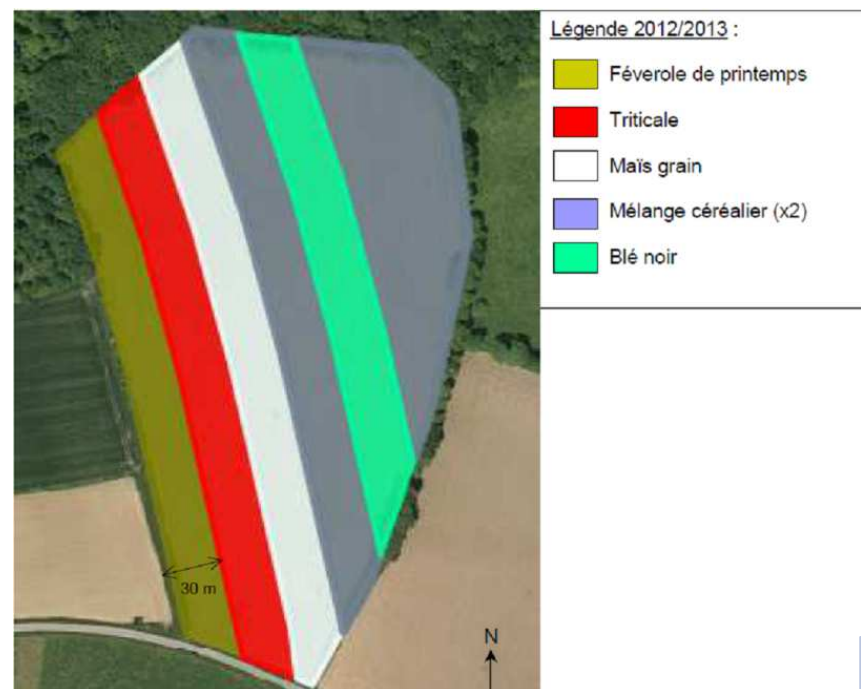 Légende 2012/2013 :
Féverole de printemps
Triticale
Maïs grain
Mélange céréalier (x2)
Blé noir
30 m
N